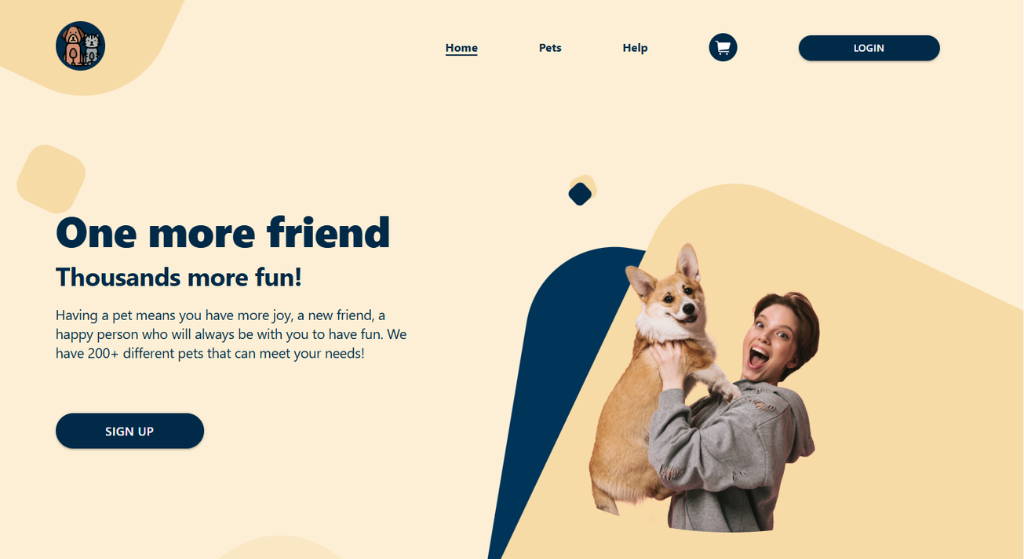 Home
Pets
Help
LOGIN
One more friend
Thousands more fun!
Having a pet means you have more joy, a new friend, a
happy person who will always be with you to have fun. We
have 200+ different pets that can meet your needs!
SIGN UP